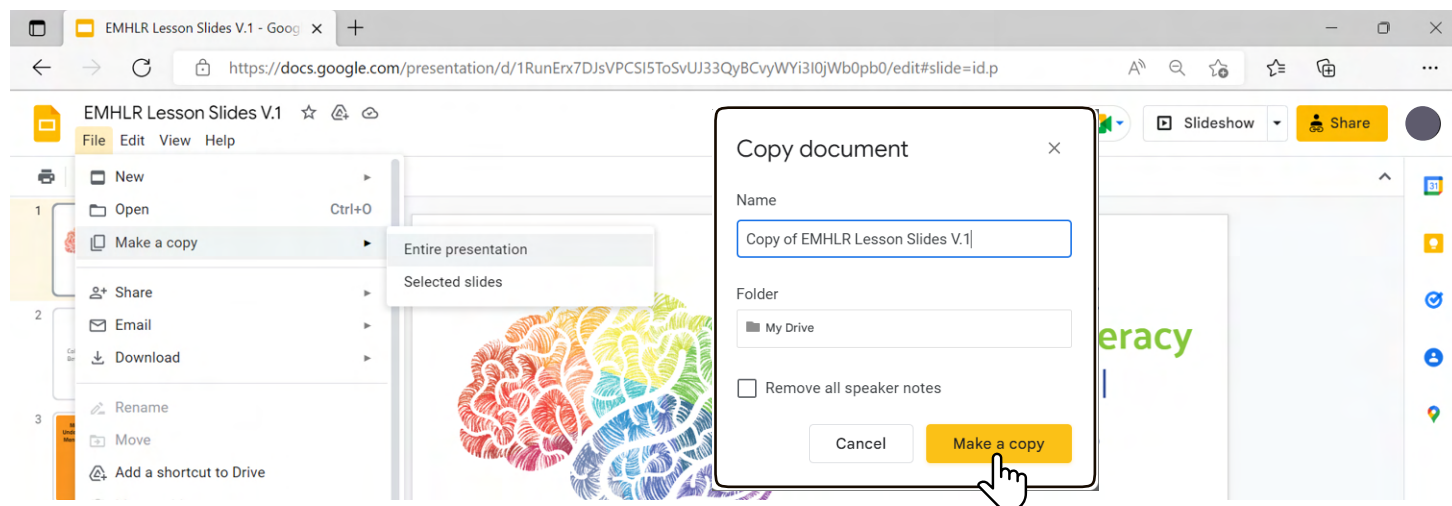 EMHLR Lesson Slides V.1 - Goog
https://docs.google.com/presentation/d/1RunErx7DJsVPCSI5ToSvUJ33QyBCvyWYi3I0jWb0pb0/edit#slide=id.p
EMHLR Lesson Slides V.1
File Edit View Help
Slideshow
Share
New
Open Ctrl+O
Make a copy
Share
Email
Download
Rename
Move
Add a shortcut to Drive
Entire presentation
Selected slides
1
2
3
Copy document
Name
Copy of EMHLR Lesson Slides V.1
Folder
My Drive
Remove all speaker notes
Cancel
Make a copy
eracy
31